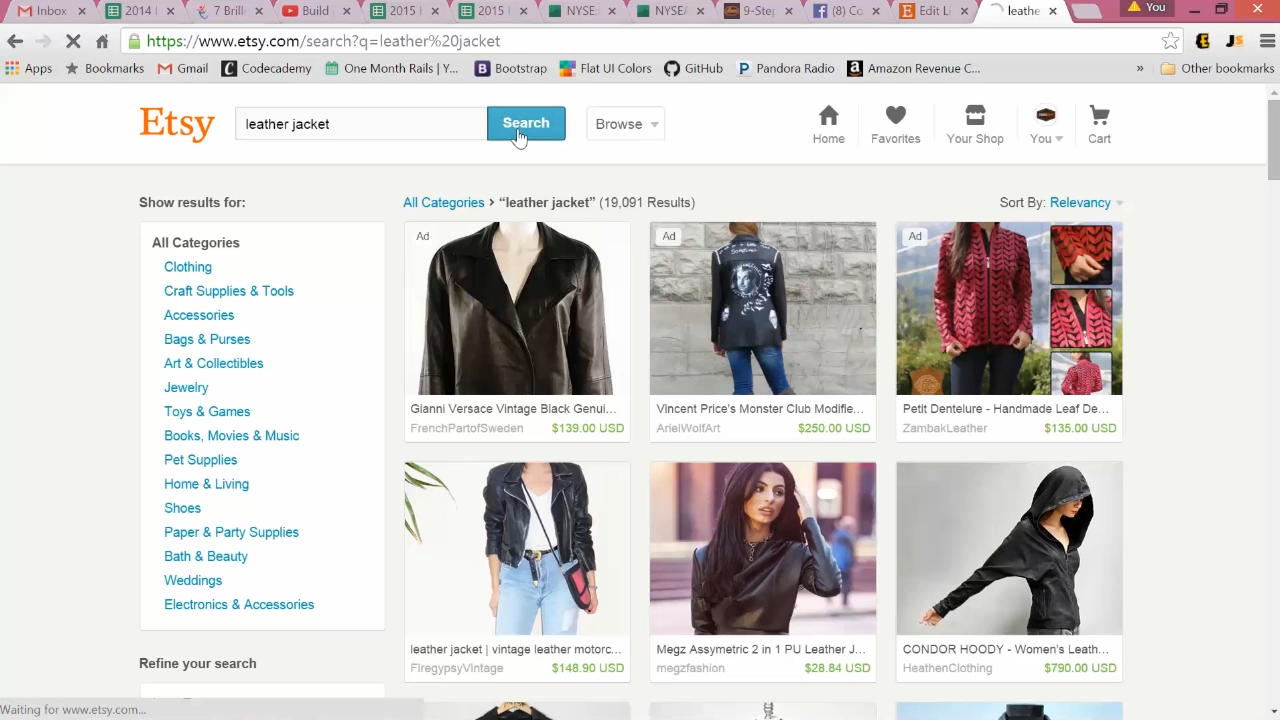 Inbox
2014
7 Brill
Build
2015
2015
NYSE
NYSE/
9-Step
(8) Co
Edit Li
leathe
You
https://www.etsy.com/search?q=leather%20jacket
Apps
Bookmarks
Gmail
Codecademy
One Month Rails | Y...
Bootstrap
Flat UI Colors
GitHub
Pandora Radio
Amazon Revenue C...
»
Other bookmarks
Etsy
leather jacket
Search
Browse
Home
Favorites
Your Shop
You
Cart
Show results for:
All Categories > “leather jacket” (19,091 Results)
Sort By: Relevancy
All Categories
Clothing
Craft Supplies & Tools
Accessories
Bags & Purses
Art & Collectibles
Jewelry
Toys & Games
Books, Movies & Music
Pet Supplies
Home & Living
Shoes
Paper & Party Supplies
Bath & Beauty
Weddings
Electronics & Accessories
Refine your search
Ad
Gianni Versace Vintage Black Genui...
FrenchPartofSweden $139.00 USD
Ad
Vincent Price's Monster Club Modifie...
ArielWolfArt $250.00 USD
Ad
Petit Dentelure - Handmade Leaf De...
ZambakLeather $135.00 USD
leather jacket | vintage leather motorc...
FiregypsyVintage $148.90 USD
Megz Assymetric 2 in 1 PU Leather J...
megzfashion $28.84 USD
CONDOR HOODY - Women's Leath...
HeathenClothing $790.00 USD
Waiting for www.etsy.com...